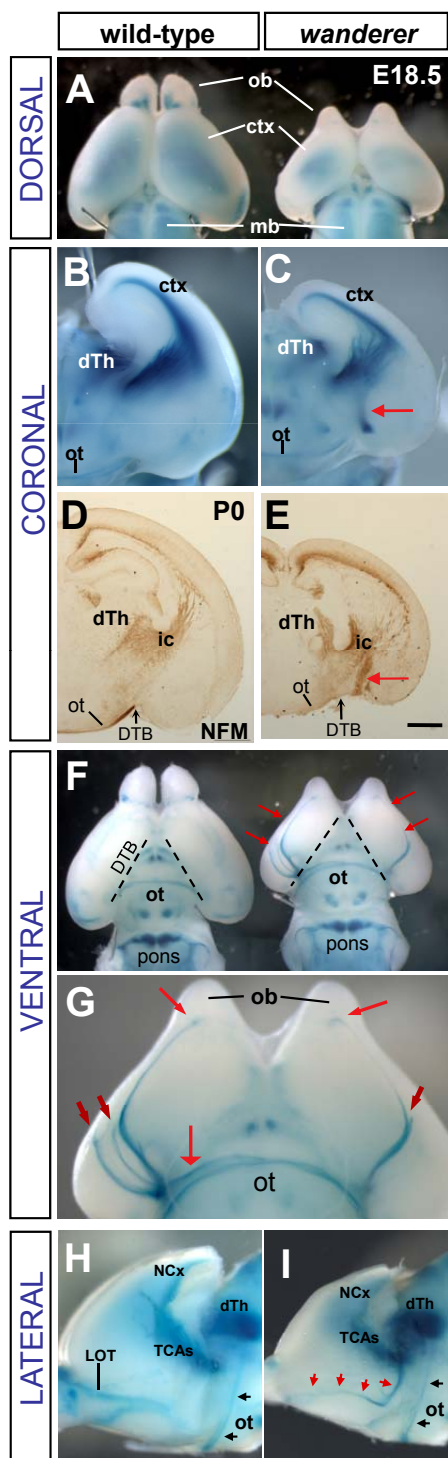 wild-type wanderer
DORSAL
A ob E18.5
ctx
mb
CORONAL
B ctx dTh ot
C ctx dTh ot
D P0 dTh ic ot DTB NFM
E dTh ic ot DTB
VENTRAL
F DTB ot pons ot
G ob ot
LATERAL
H NCx dTh TCAs LOT ot
I NCx dTh TCAs ot